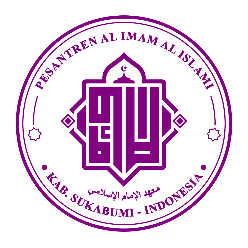 PESANTREN AL IMAM AL ISLAMI
معهد الإمام الإسلامي
KAB. SUKABUMI - INDONESIA